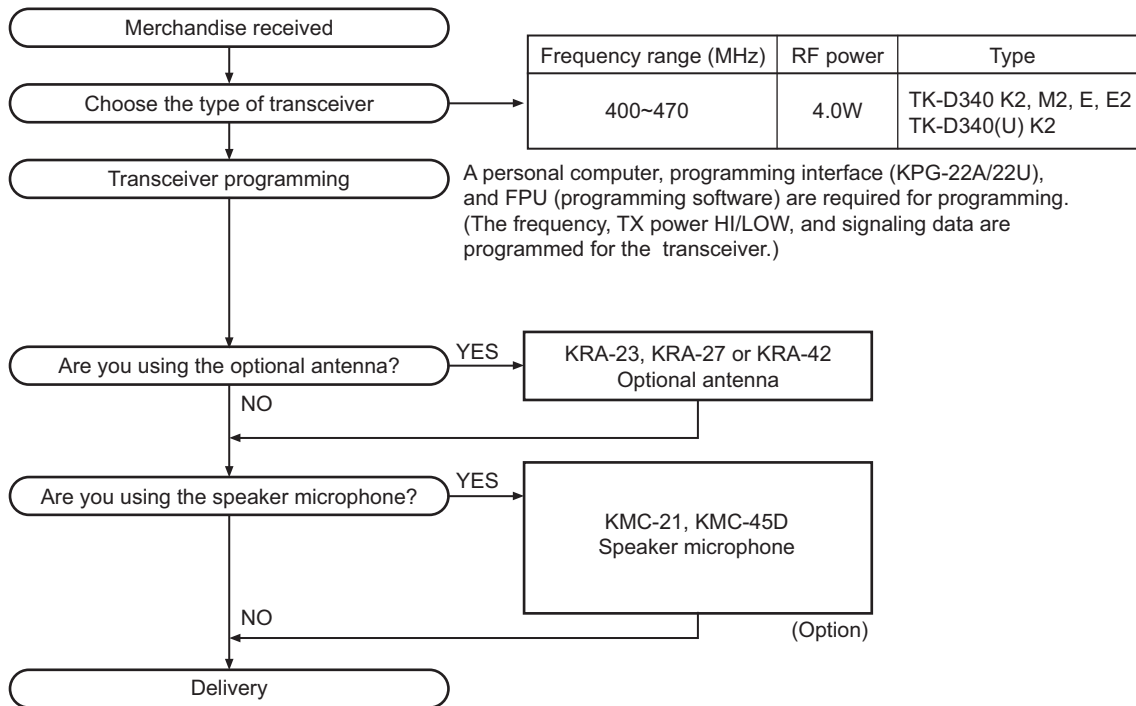 Merchandise received
Choose the type of transceiver
Frequency range (MHz) RF power Type
400~470 4.0W TK-D340 K2, M2, E, E2
TK-D340(U) K2
Transceiver programming
A personal computer, programming interface (KPG-22A/22U),
and FPU (programming software) are required for programming.
(The frequency, TX power HI/LOW, and signaling data are
programmed for the transceiver.)
Are you using the optional antenna?
YES
KRA-23, KRA-27 or KRA-42
Optional antenna
NO
Are you using the speaker microphone?
YES
KMC-21, KMC-45D
Speaker microphone
(Option)
NO
Delivery